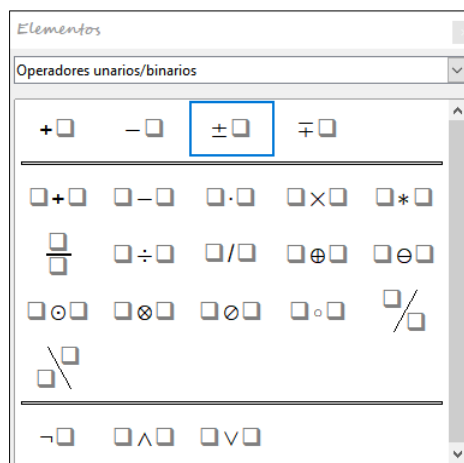 Elementos
Operadores unarios/binarios
+□ −□ ±□ ∓□
□+□ □−□ □·□ □×□ □∗□
□/□ □÷□ □/□ □⊕□ □⊖□
□⊙□ □⊗□ □⊘□ □∘□ □/□
□\□
¬□ □∧□ □∨□